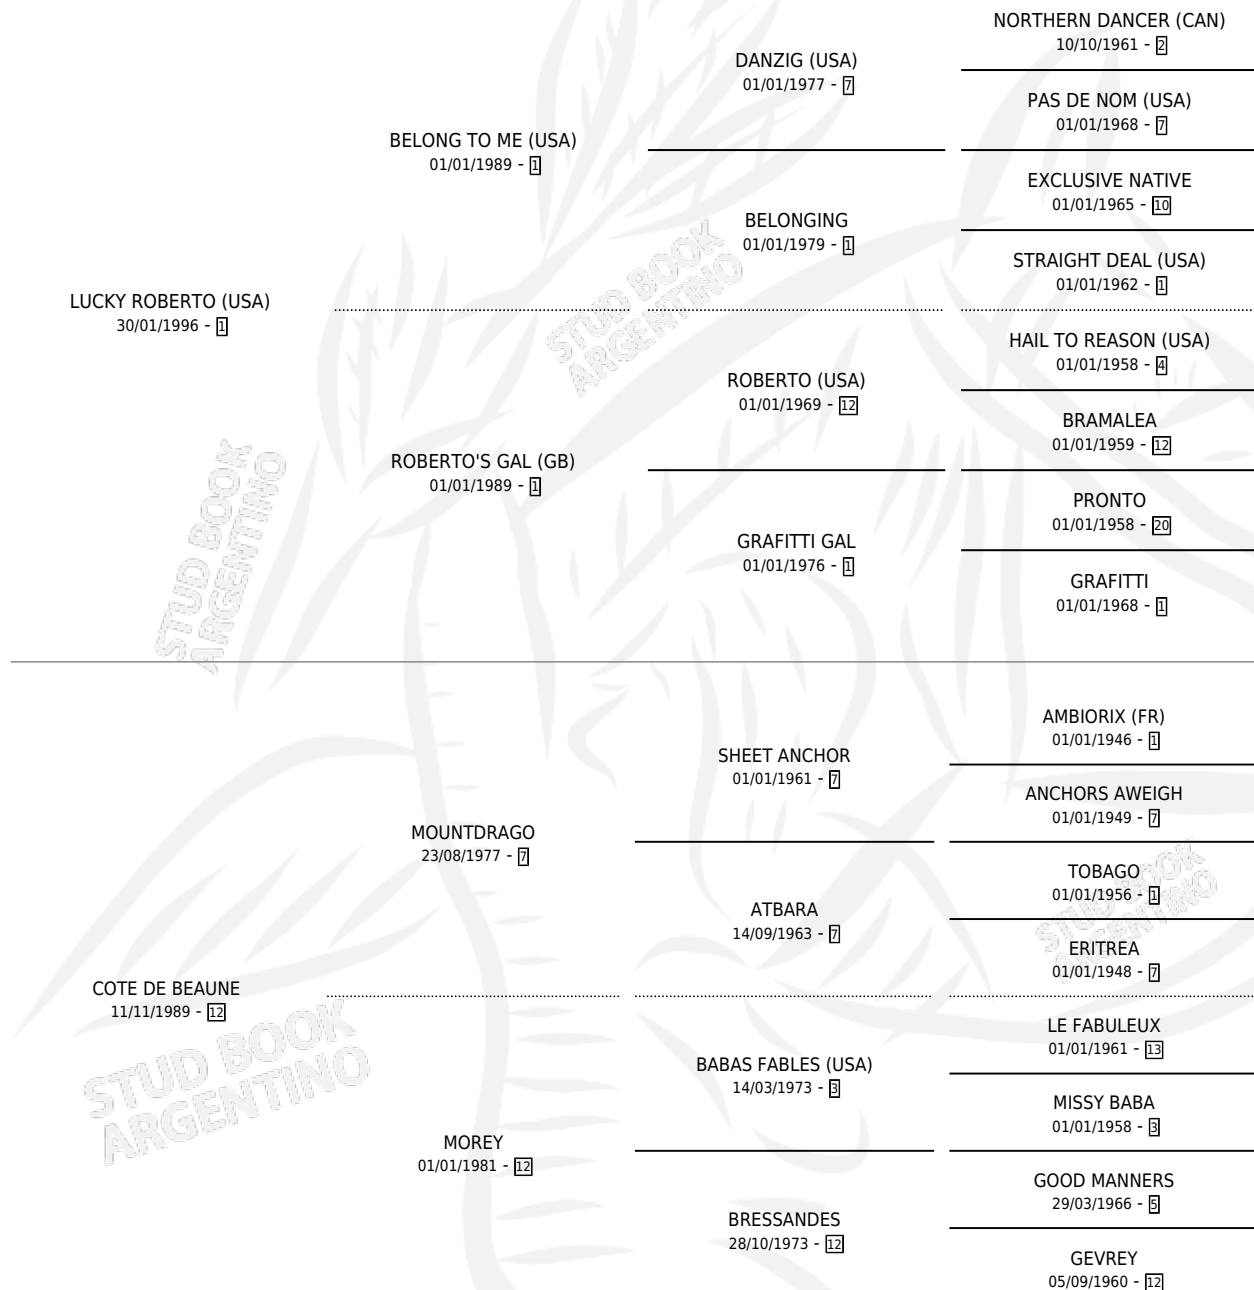 NORTHERN DANCER (CAN)
10/10/1961 - 2
DANZIG (USA)
01/01/1977 - 7
PAS DE NOM (USA)
01/01/1968 - 7
BELONG TO ME (USA)
01/01/1989 - 1
EXCLUSIVE NATIVE
01/01/1965 - 10
BELONGING
01/01/1979 - 1
STRAIGHT DEAL (USA)
01/01/1962 - 1
LUCKY ROBERTO (USA)
30/01/1996 - 1
STUD BOOK
ARGENTINO
HAIL TO REASON (USA)
01/01/1958 - 4
ROBERTO (USA)
01/01/1969 - 12
BRAMALEA
01/01/1959 - 12
ROBERTO'S GAL (GB)
01/01/1989 - 1
PRONTO
01/01/1958 - 20
GRAFITTI GAL
01/01/1976 - 1
GRAFITTI
01/01/1968 - 1
STUD BOOK
ARGENTINO
AMBIORIX (FR)
01/01/1946 - 1
SHEET ANCHOR
01/01/1961 - 7
ANCHORS AWEIGH
01/01/1949 - 7
MOUNTDRAGO
23/08/1977 - 7
TOBAGO
01/01/1956 - 1
ATBARA
14/09/1963 - 7
STUD BOOK
ARGENTINO
ERITREA
01/01/1948 - 7
COTE DE BEAUNE
11/11/1989 - 12
LE FABULEUX
01/01/1961 - 13
BABAS FABLES (USA)
14/03/1973 - 3
STUD BOOK
ARGENTINO
MISSY BABA
01/01/1958 - 3
MOREY
01/01/1981 - 12
GOOD MANNERS
29/03/1966 - 5
BRESSANDES
28/10/1973 - 12
GEVREY
05/09/1960 - 12